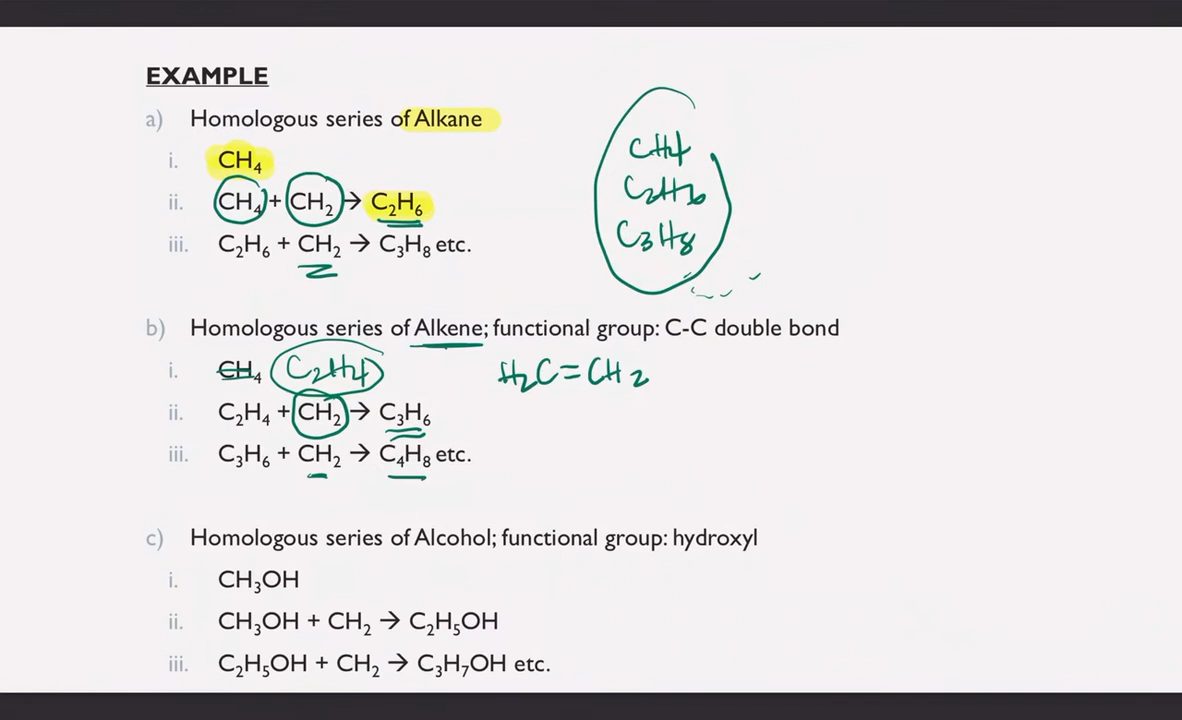 EXAMPLE
a) Homologous series of Alkane
i. CH₄
ii. CH₄ + CH₂ → C₂H₆
iii. C₂H₆ + CH₂ → C₃H₈ etc.
CH4
C2H6
C3H8
b) Homologous series of Alkene; functional group: C-C double bond
i. CH₄ C2H4 H2C=CH2
ii. C₂H₄ + CH₂ → C₃H₆
iii. C₃H₆ + CH₂ → C₄H₈ etc.
c) Homologous series of Alcohol; functional group: hydroxyl
i. CH₃OH
ii. CH₃OH + CH₂ → C₂H₅OH
iii. C₂H₅OH + CH₂ → C₃H₇OH etc.